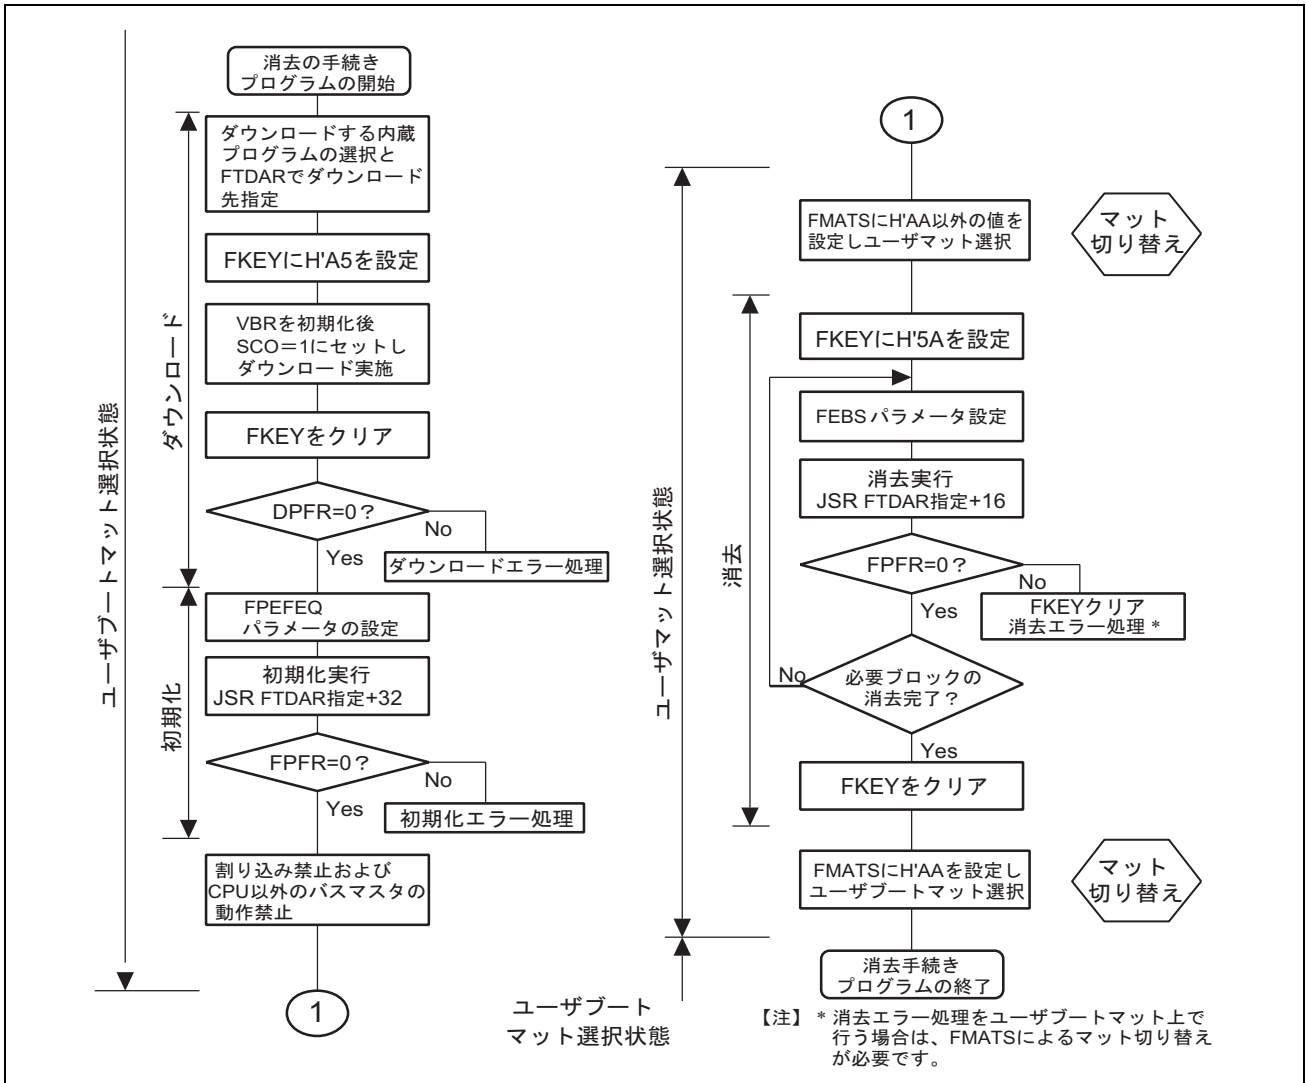 消去の手続き
プログラムの開始
ダウンロードする内蔵
プログラムの選択と
FTDARでダウンロード
先指定
FKEYにH'A5を設定
VBRを初期化後
SCO＝1にセットし
ダウンロード実施
FKEYをクリア
DPFR=0？
No
Yes
ダウンロードエラー処理
FPEFEQ
パラメータの設定
初期化実行
JSR FTDAR指定+32
FPFR=0？
No
Yes
初期化エラー処理
割り込み禁止および
CPU以外のバスマスタの
動作禁止
1
ユーザブートマット選択状態
ダウンロード
初期化
1
FMATSにH'AA以外の値を
設定しユーザマット選択
マット
切り替え
FKEYにH'5Aを設定
FEBSパラメータ設定
消去実行
JSR FTDAR指定+16
FPFR=0？
No
Yes
FKEYクリア
消去エラー処理 *
必要ブロックの
消去完了？
No
Yes
FKEYをクリア
FMATSにH'AAを設定し
ユーザブートマット選択
マット
切り替え
消去手続き
プログラムの終了
ユーザマット選択状態
消去
ユーザブート
マット選択状態
【注】 * 消去エラー処理をユーザブートマット上で
行う場合は、FMATSによるマット切り替え
が必要です。